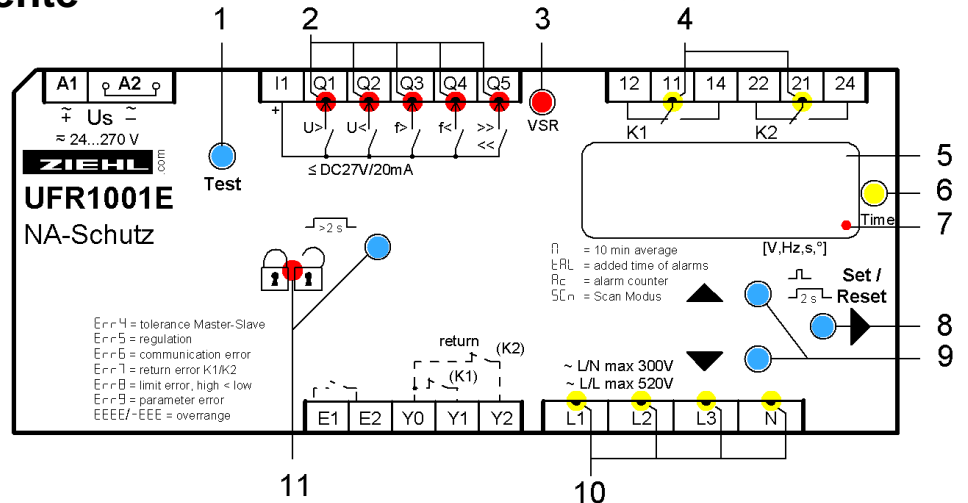 1 2 3 4
A1 A2 I1 Q1 Q2 Q3 Q4 Q5 12 11 14 22 21 24
+ Us
≂ 24...270 V
+
U> U< f> f< >> <<
VSR
K1 K2
≤ DC27V/20mA
ZIEHL .com
Test
UFR1001E
NA-Schutz
5
6
Time
7
[V,Hz,s,°]
>2 s
n = 10 min average
tAL = added time of alarms
Ac = alarm counter
SCn = Scan Modus
Set /
2 s Reset
8
9
Err4 = tolerance Master-Slave
Err5 = regulation
Err6 = communication error
Err7 = return error K1/K2
Err8 = limit error, high < low
Err9 = parameter error
EEEE/-EEE = overrange
return (K2)
(K1)
~ L/N max 300V
~ L/L max 520V
E1 E2 Y0 Y1 Y2 L1 L2 L3 N
11 10